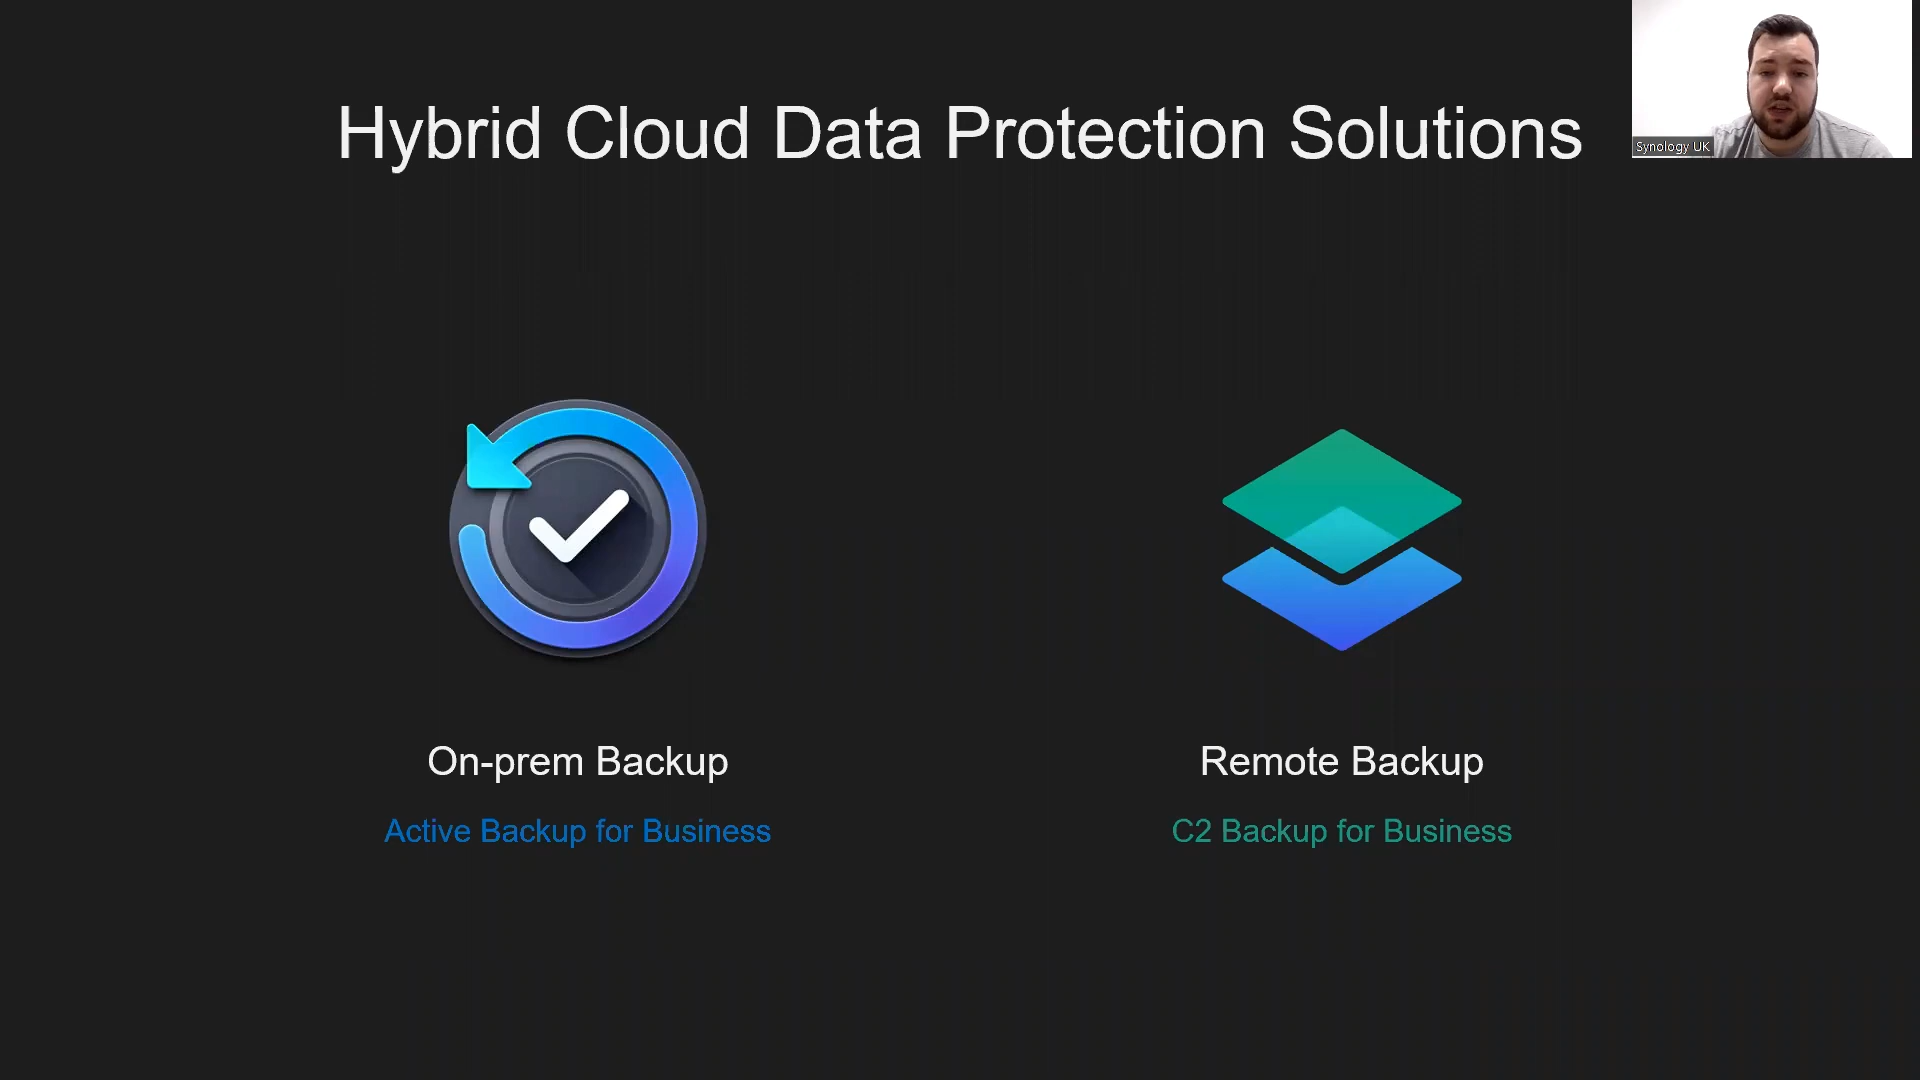 Hybrid Cloud Data Protection Solutions
Synology UK
On-prem Backup
Remote Backup
Active Backup for Business
C2 Backup for Business